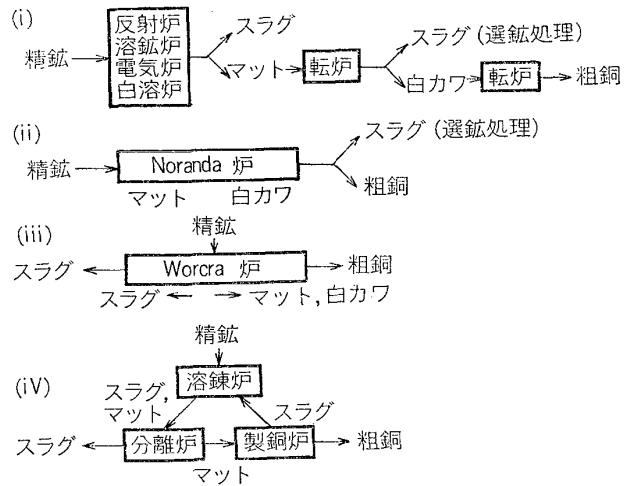 (i)
反射炉
溶鉱炉
電気炉
白溶炉
精鉱
スラグ
マット
転炉
スラグ (選鉱処理)
白カワ
転炉
粗銅
(ii)
精鉱
Noranda 炉
マット 白カワ
スラグ (選鉱処理)
粗銅
(iii)
精鉱
スラグ
Worcra 炉
粗銅
スラグ ← → マット, 白カワ
(iV)
精鉱
溶錬炉
スラグ,
マット
スラグ
スラグ
分離炉
製銅炉
粗銅
マット